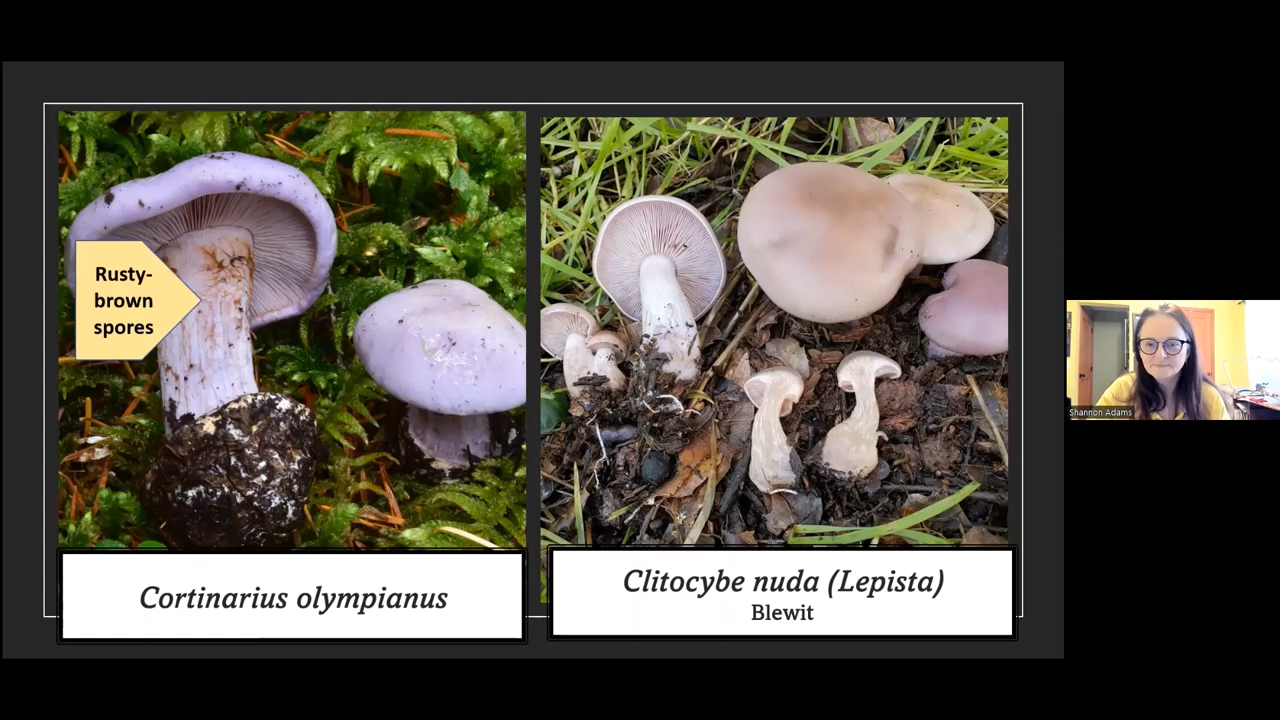 Rusty-
brown
spores
Cortinarius olympianus
Clitocybe nuda (Lepista)
Blewit
Shannon Adams